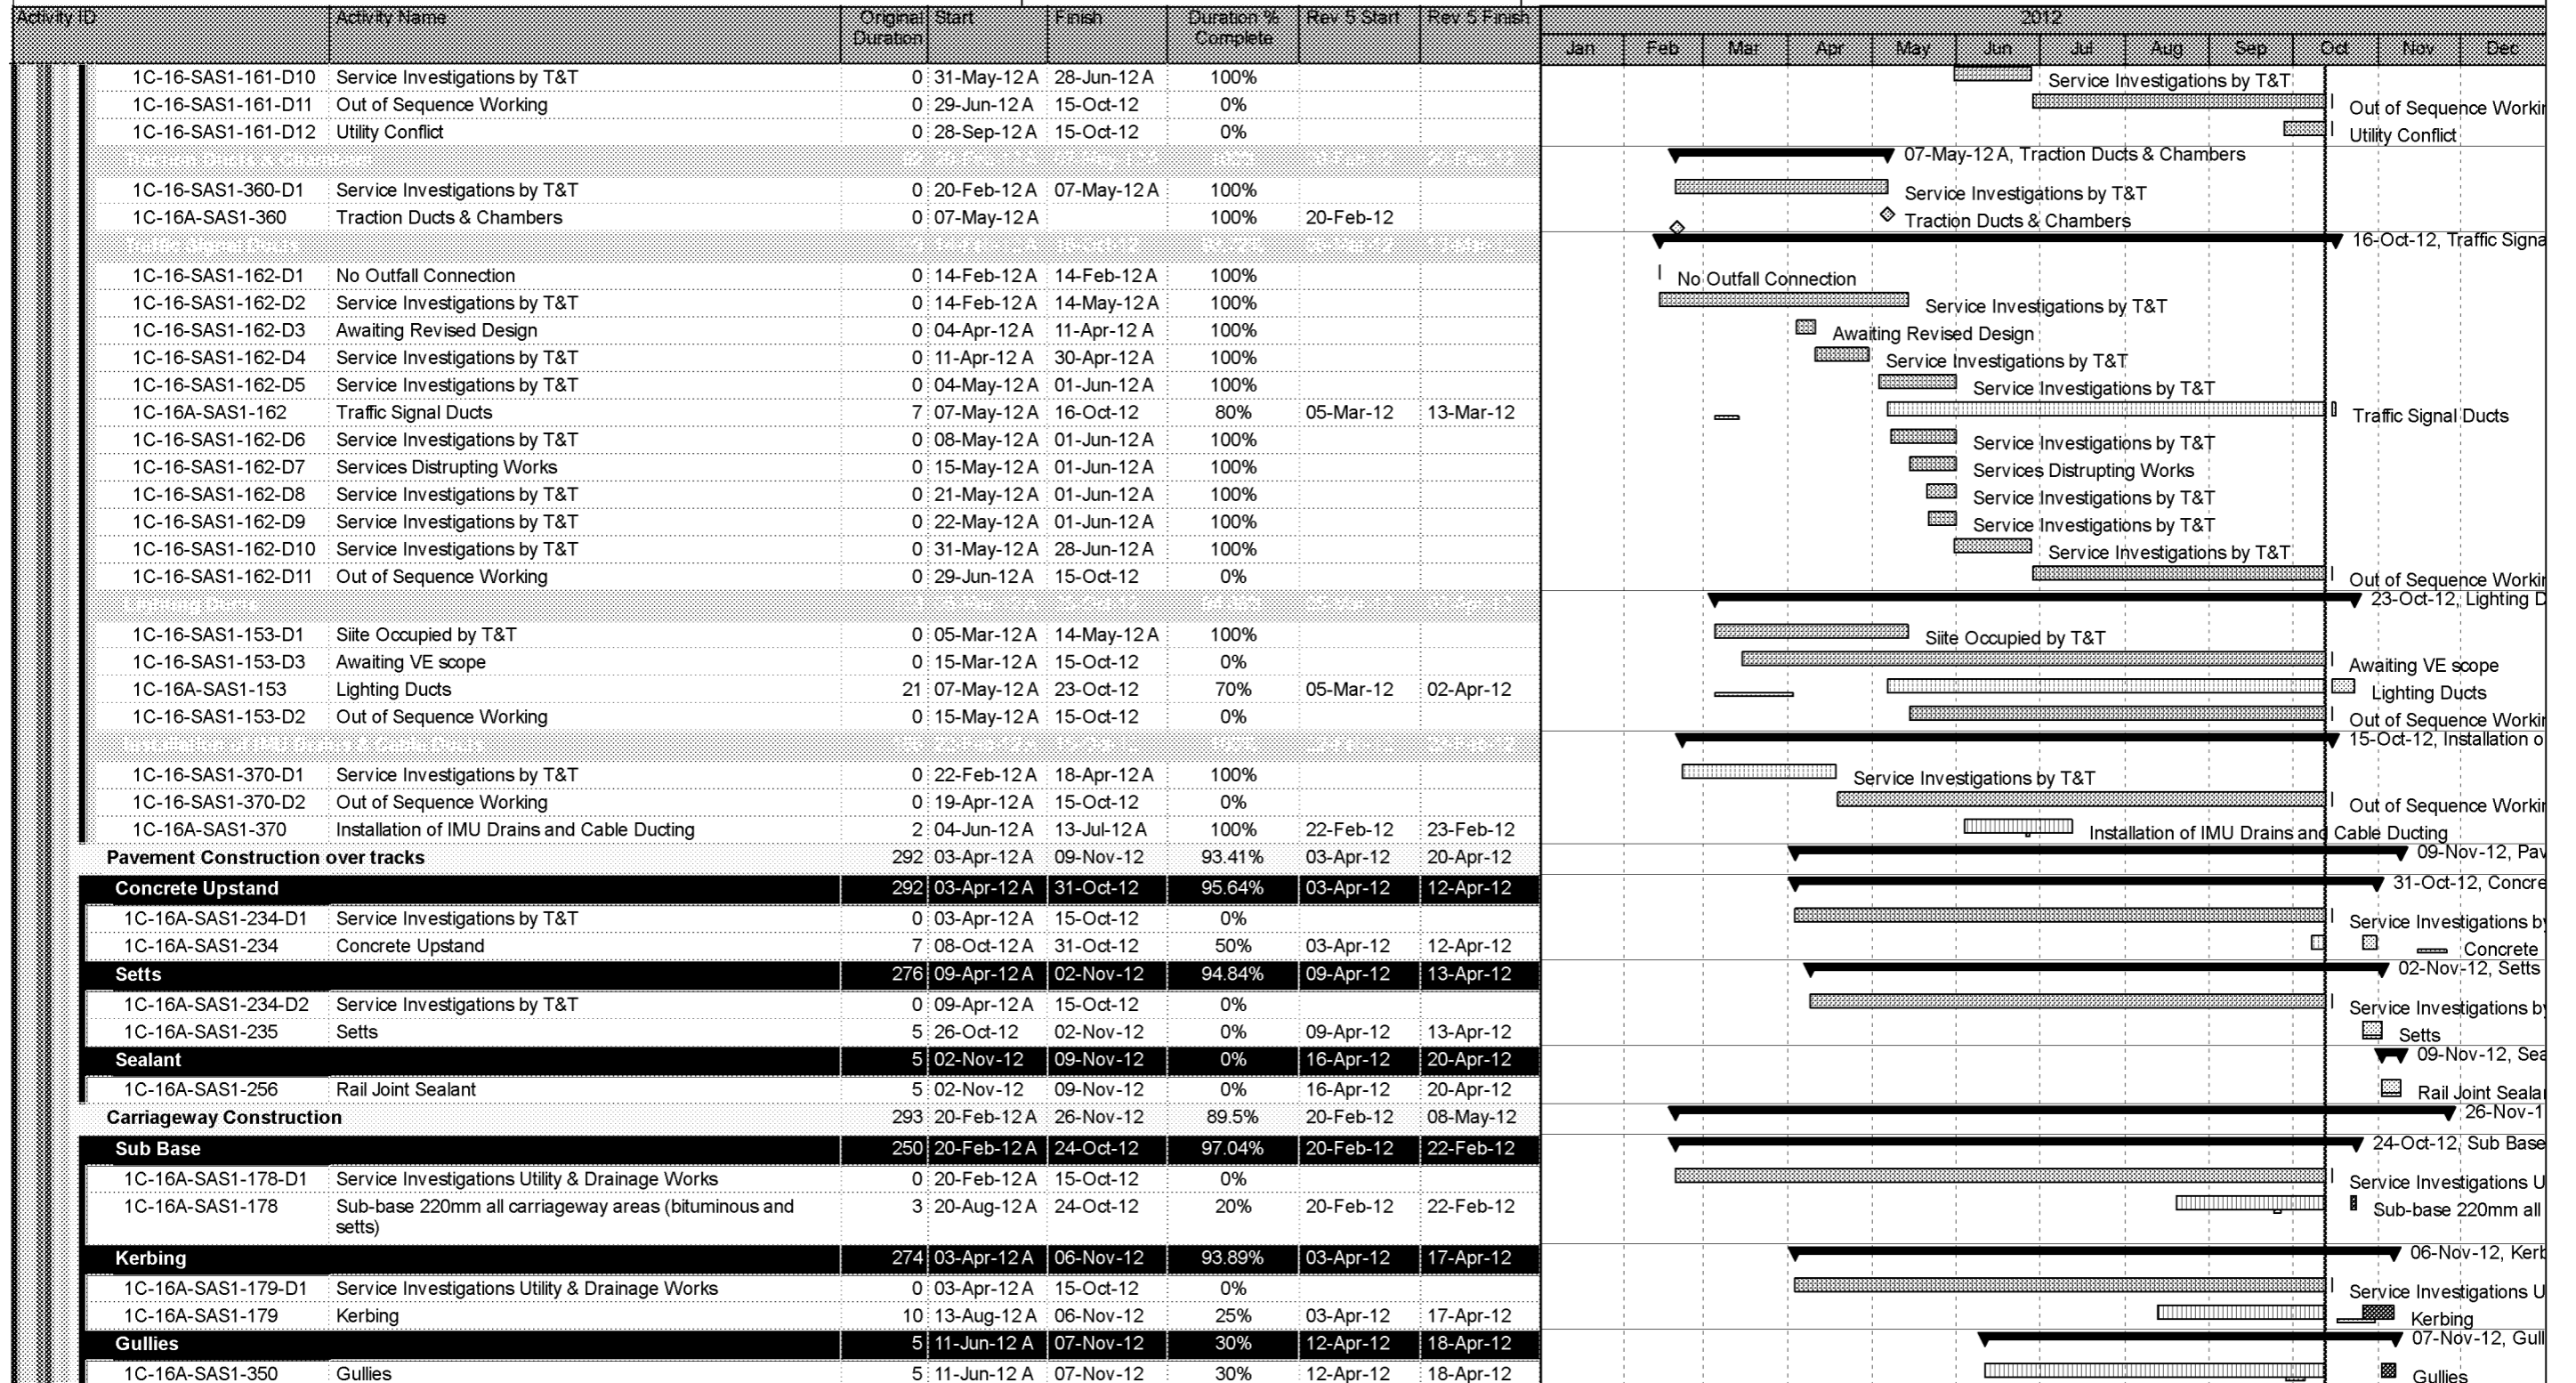 Activity ID Activity Name Original Duration Start Finish Duration % Complete Rev 5 Start Rev 5 Finish 2012
Jan Feb Mar Apr May Jun Jul Aug Sep Oct Nov Dec
1C-16-SAS1-161-D10 Service Investigations by T&T 0 31-May-12 A 28-Jun-12 A 100% Service Investigations by T&T
1C-16-SAS1-161-D11 Out of Sequence Working 0 29-Jun-12 A 15-Oct-12 0% Out of Sequence Workin
1C-16-SAS1-161-D12 Utility Conflict 0 28-Sep-12 A 15-Oct-12 0% Utility Conflict
Traction Ducts & Chambers 07-May-12 A, Traction Ducts & Chambers
1C-16-SAS1-360-D1 Service Investigations by T&T 0 20-Feb-12 A 07-May-12 A 100% Service Investigations by T&T
1C-16A-SAS1-360 Traction Ducts & Chambers 0 07-May-12 A 100% 20-Feb-12 Traction Ducts & Chambers
Traffic Signal Ducts 16-Oct-12, Traffic Signa
1C-16-SAS1-162-D1 No Outfall Connection 0 14-Feb-12 A 14-Feb-12 A 100% No Outfall Connection
1C-16-SAS1-162-D2 Service Investigations by T&T 0 14-Feb-12 A 14-May-12 A 100% Service Investigations by T&T
1C-16-SAS1-162-D3 Awaiting Revised Design 0 04-Apr-12 A 11-Apr-12 A 100% Awaiting Revised Design
1C-16-SAS1-162-D4 Service Investigations by T&T 0 11-Apr-12 A 30-Apr-12 A 100% Service Investigations by T&T
1C-16-SAS1-162-D5 Service Investigations by T&T 0 04-May-12 A 01-Jun-12 A 100% Service Investigations by T&T
1C-16A-SAS1-162 Traffic Signal Ducts 7 07-May-12 A 16-Oct-12 80% 05-Mar-12 13-Mar-12 Traffic Signal Ducts
1C-16-SAS1-162-D6 Service Investigations by T&T 0 08-May-12 A 01-Jun-12 A 100% Service Investigations by T&T
1C-16-SAS1-162-D7 Services Distrupting Works 0 15-May-12 A 01-Jun-12 A 100% Services Distrupting Works
1C-16-SAS1-162-D8 Service Investigations by T&T 0 21-May-12 A 01-Jun-12 A 100% Service Investigations by T&T
1C-16-SAS1-162-D9 Service Investigations by T&T 0 22-May-12 A 01-Jun-12 A 100% Service Investigations by T&T
1C-16-SAS1-162-D10 Service Investigations by T&T 0 31-May-12 A 28-Jun-12 A 100% Service Investigations by T&T
1C-16-SAS1-162-D11 Out of Sequence Working 0 29-Jun-12 A 15-Oct-12 0% Out of Sequence Workin
Lighting Ducts 23-Oct-12, Lighting D
1C-16-SAS1-153-D1 Siite Occupied by T&T 0 05-Mar-12 A 14-May-12 A 100% Siite Occupied by T&T
1C-16-SAS1-153-D3 Awaiting VE scope 0 15-Mar-12 A 15-Oct-12 0% Awaiting VE scope
1C-16A-SAS1-153 Lighting Ducts 21 07-May-12 A 23-Oct-12 70% 05-Mar-12 02-Apr-12 Lighting Ducts
1C-16-SAS1-153-D2 Out of Sequence Working 0 15-May-12 A 15-Oct-12 0% Out of Sequence Workin
Installation of IMU Drains & Cable Ducts 15-Oct-12, Installation o
1C-16-SAS1-370-D1 Service Investigations by T&T 0 22-Feb-12 A 18-Apr-12 A 100% Service Investigations by T&T
1C-16-SAS1-370-D2 Out of Sequence Working 0 19-Apr-12 A 15-Oct-12 0% Out of Sequence Workin
1C-16A-SAS1-370 Installation of IMU Drains and Cable Ducting 2 04-Jun-12 A 13-Jul-12 A 100% 22-Feb-12 23-Feb-12 Installation of IMU Drains and Cable Ducting
Pavement Construction over tracks 292 03-Apr-12 A 09-Nov-12 93.41% 03-Apr-12 20-Apr-12 09-Nov-12, Pav
Concrete Upstand 292 03-Apr-12 A 31-Oct-12 95.64% 03-Apr-12 12-Apr-12 31-Oct-12, Concre
1C-16A-SAS1-234-D1 Service Investigations by T&T 0 03-Apr-12 A 15-Oct-12 0% Service Investigations by
1C-16A-SAS1-234 Concrete Upstand 7 08-Oct-12 A 31-Oct-12 50% 03-Apr-12 12-Apr-12 Concrete
Setts 276 09-Apr-12 A 02-Nov-12 94.84% 09-Apr-12 13-Apr-12 02-Nov-12, Setts
1C-16A-SAS1-234-D2 Service Investigations by T&T 0 09-Apr-12 A 15-Oct-12 0% Service Investigations by
1C-16A-SAS1-235 Setts 5 26-Oct-12 02-Nov-12 0% 09-Apr-12 13-Apr-12 Setts
Sealant 5 02-Nov-12 09-Nov-12 0% 16-Apr-12 20-Apr-12 09-Nov-12, Sea
1C-16A-SAS1-256 Rail Joint Sealant 5 02-Nov-12 09-Nov-12 0% 16-Apr-12 20-Apr-12 Rail Joint Sealan
Carriageway Construction 293 20-Feb-12 A 26-Nov-12 89.5% 20-Feb-12 08-May-12 26-Nov-1
Sub Base 250 20-Feb-12 A 24-Oct-12 97.04% 20-Feb-12 22-Feb-12 24-Oct-12, Sub Base
1C-16A-SAS1-178-D1 Service Investigations Utility & Drainage Works 0 20-Feb-12 A 15-Oct-12 0% Service Investigations U
1C-16A-SAS1-178 Sub-base 220mm all carriageway areas (bituminous and 3 20-Aug-12 A 24-Oct-12 20% 20-Feb-12 22-Feb-12 Sub-base 220mm all
setts)
Kerbing 274 03-Apr-12 A 06-Nov-12 93.89% 03-Apr-12 17-Apr-12 06-Nov-12, Kerb
1C-16A-SAS1-179-D1 Service Investigations Utility & Drainage Works 0 03-Apr-12 A 15-Oct-12 0% Service Investigations U
1C-16A-SAS1-179 Kerbing 10 13-Aug-12 A 06-Nov-12 25% 03-Apr-12 17-Apr-12 Kerbing
Gullies 5 11-Jun-12 A 07-Nov-12 30% 12-Apr-12 18-Apr-12 07-Nov-12, Gull
1C-16A-SAS1-350 Gullies 5 11-Jun-12 A 07-Nov-12 30% 12-Apr-12 18-Apr-12 Gullies